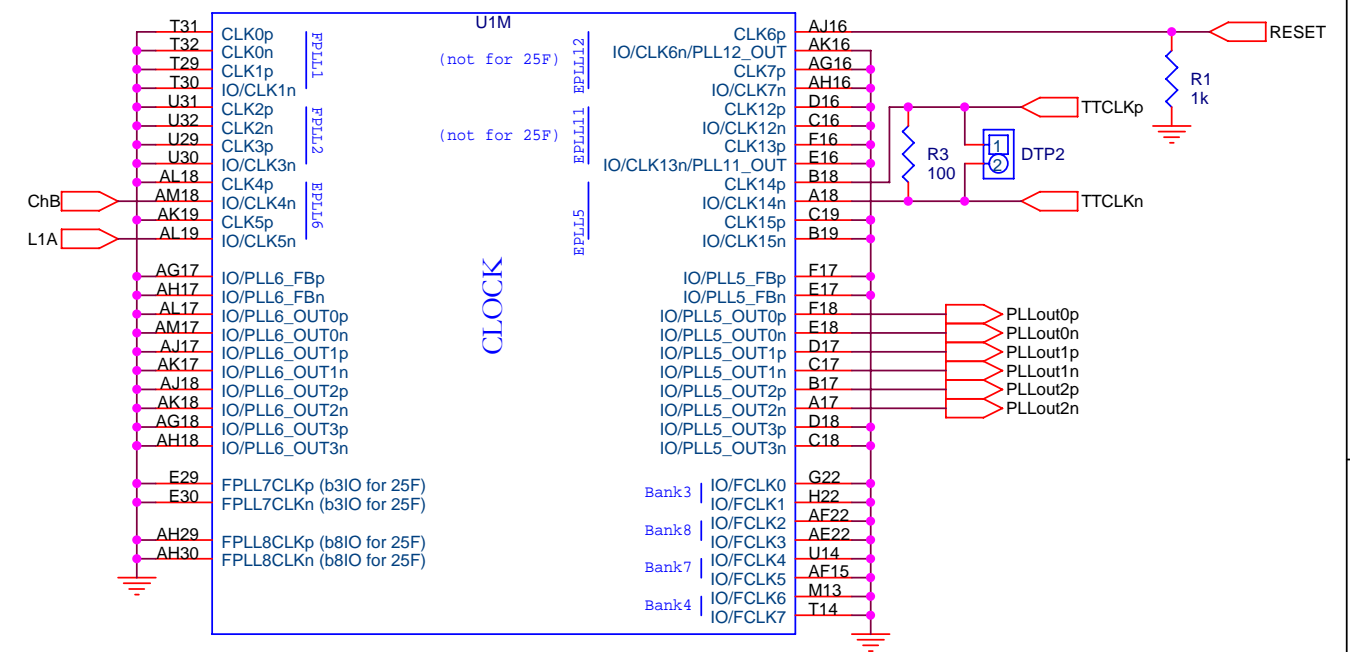 U1M
T31 CLK0p
T32 CLK0n
T29 CLK1p
T30 IO/CLK1n
U31 CLK2p
U32 CLK2n
U29 CLK3p
U30 IO/CLK3n
AL18 CLK4p
ChB AM18 IO/CLK4n
AK19 CLK5p
L1A AL19 IO/CLK5n
FPLL1
FPLL2
EPLL6
AG17 IO/PLL6_FBp
AH17 IO/PLL6_FBn
AL17 IO/PLL6_OUT0p
AM17 IO/PLL6_OUT0n
AJ17 IO/PLL6_OUT1p
AK17 IO/PLL6_OUT1n
AJ18 IO/PLL6_OUT2p
AK18 IO/PLL6_OUT2n
AG18 IO/PLL6_OUT3p
AH18 IO/PLL6_OUT3n
E29 FPLL7CLKp (b3IO for 25F)
E30 FPLL7CLKn (b3IO for 25F)
AH29 FPLL8CLKp (b8IO for 25F)
AH30 FPLL8CLKn (b8IO for 25F)
CLOCK
(not for 25F) EPLL12
(not for 25F) EPLL11
EPLL5
CLK6p AJ16 RESET
IO/CLK6n/PLL12_OUT AK16
CLK7p AG16
IO/CLK7n AH16
CLK12p D16
IO/CLK12n C16
CLK13p F16
IO/CLK13n/PLL11_OUT E16
CLK14p B18
IO/CLK14n A18
CLK15p C19
IO/CLK15n B19
R1
1k
TTCLKp
R3
100
1
2
DTP2
TTCLKn
IO/PLL5_FBp F17
IO/PLL5_FBn E17
IO/PLL5_OUT0p F18 PLLout0p
IO/PLL5_OUT0n E18 PLLout0n
IO/PLL5_OUT1p D17 PLLout1p
IO/PLL5_OUT1n C17 PLLout1n
IO/PLL5_OUT2p B17 PLLout2p
IO/PLL5_OUT2n A17 PLLout2n
IO/PLL5_OUT3p D18
IO/PLL5_OUT3n C18
Bank3
IO/FCLK0 G22
IO/FCLK1 H22
Bank8
IO/FCLK2 AF22
IO/FCLK3 AE22
Bank7
IO/FCLK4 U14
IO/FCLK5 AF15
Bank4
IO/FCLK6 M13
IO/FCLK7 T14